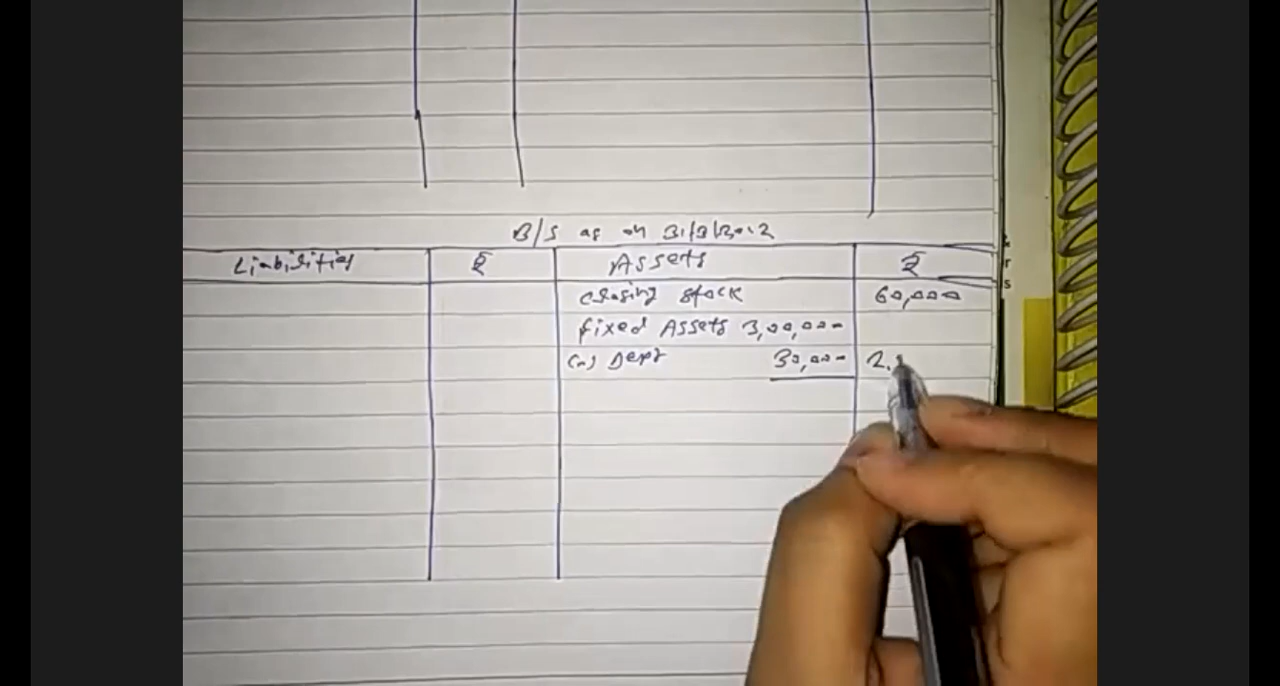 B/S as on 31/3/2012
Liabilities ₹ Assets ₹
Closing Stock 60,000
Fixed Assets 3,00,000
(-) Dept 30,000 2,